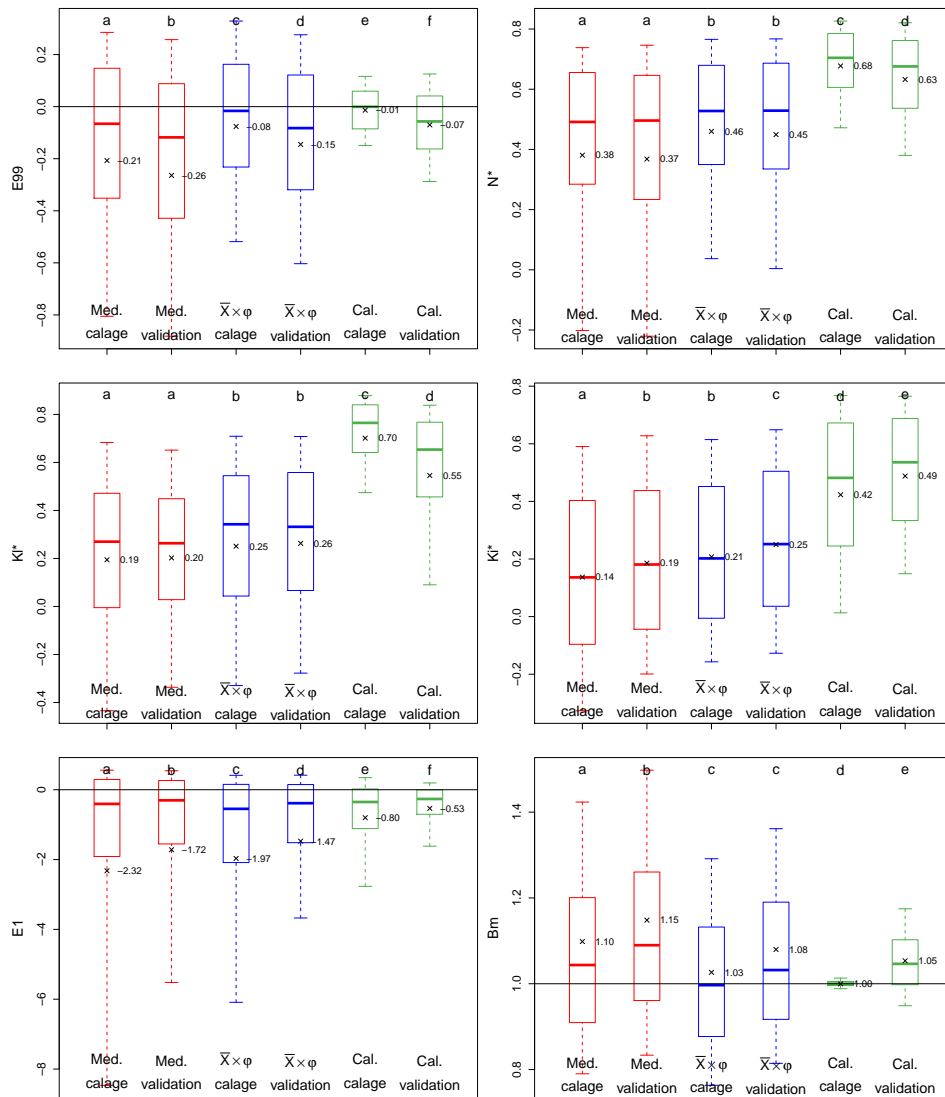 a b c d e f
0.2
0.0
−0.2
−0.4
−0.6
−0.8
E99
−0.21
−0.26
−0.08
−0.15
−0.01
−0.07
Med. Med. X×φ X×φ Cal. Cal.
calage validation calage validation calage validation
a a b b c d
0.8
0.6
0.4
0.2
0.0
−0.2
N*
0.38
0.37
0.46
0.45
0.68
0.63
Med. Med. X×φ X×φ Cal. Cal.
calage validation calage validation calage validation
a a b b c d
0.8
0.6
0.4
0.2
0.0
−0.2
−0.4
Kl*
0.19
0.20
0.25
0.26
0.70
0.55
Med. Med. X×φ X×φ Cal. Cal.
calage validation calage validation calage validation
a b b c d e
0.8
0.6
0.4
0.2
0.0
−0.2
Ki*
0.14
0.19
0.21
0.25
0.42
0.49
Med. Med. X×φ X×φ Cal. Cal.
calage validation calage validation calage validation
a b c d e f
0
−2
−4
−6
−8
E1
−2.32
−1.72
−1.97
−1.47
−0.80
−0.53
Med. Med. X×φ X×φ Cal. Cal.
calage validation calage validation calage validation
a b c c d e
1.4
1.2
1.0
0.8
Bm
1.10
1.15
1.03
1.08
1.00
1.05
Med. Med. X×φ X×φ Cal. Cal.
calage validation calage validation calage validation